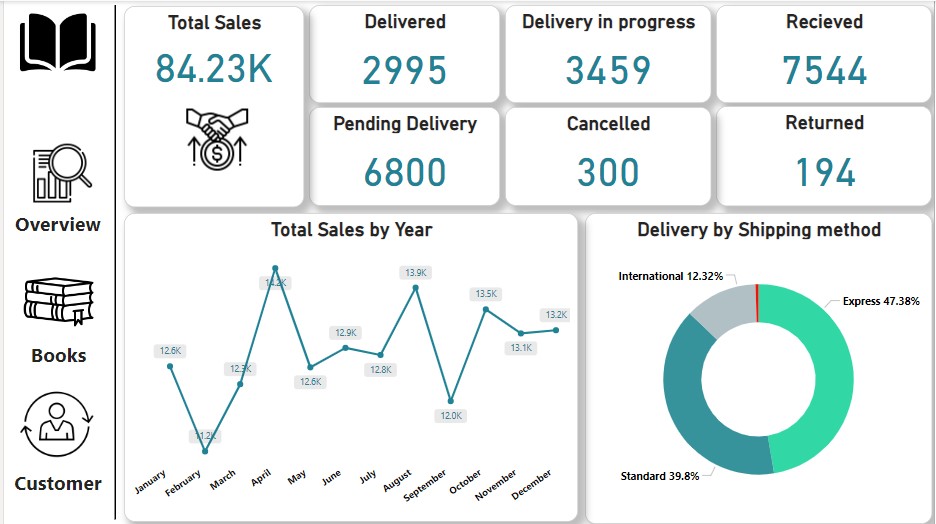 Overview
Books
Customer
Total Sales
84.23K
Delivered
2995
Delivery in progress
3459
Recieved
7544
Pending Delivery
6800
Cancelled
300
Returned
194
Total Sales by Year
12.6K
11.2K
12.3K
14.2K
12.6K
12.9K
12.8K
13.9K
12.0K
13.5K
13.1K
13.2K
January
February
March
April
May
June
July
August
September
October
November
December
Delivery by Shipping method
International 12.32%
Express 47.38%
Standard 39.8%